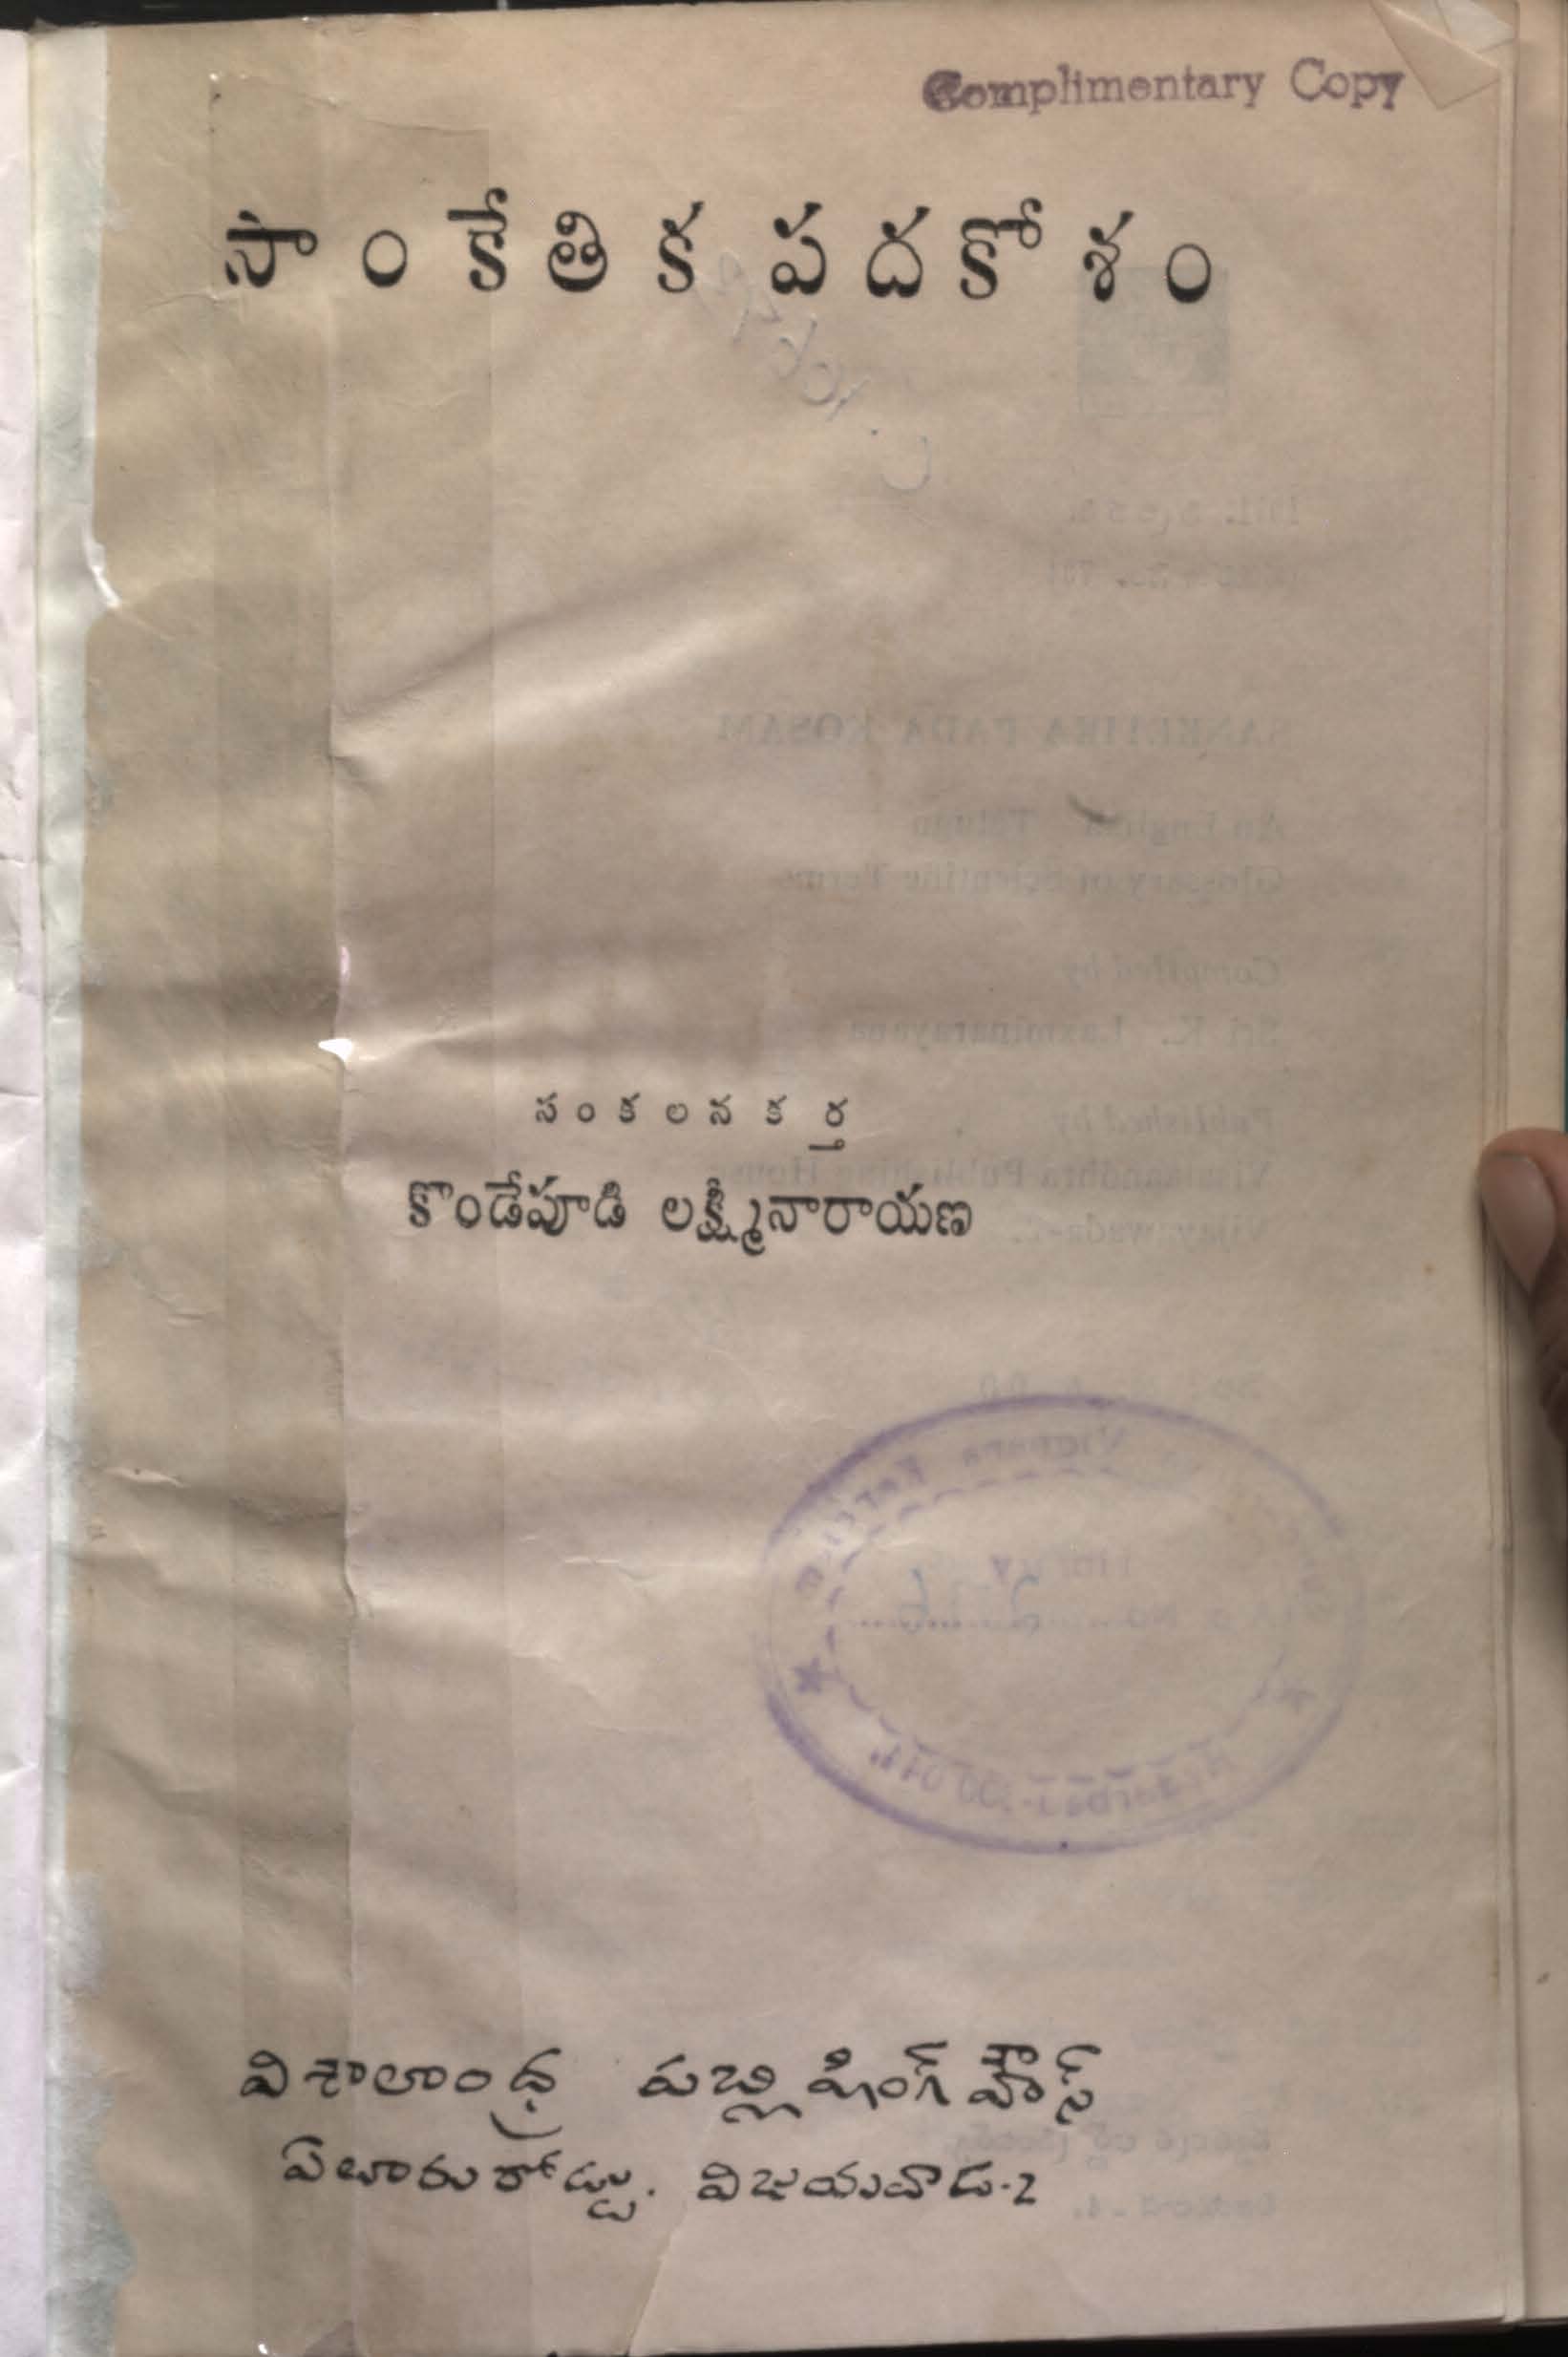 Complimentary Copy
సాంకేతిక పదకోశం
సంకలనకర్త
కొండేపూడి లక్ష్మీనారాయణ
విశాలాంధ్ర పబ్లిషింగ్ హౌస్
ఏలూరురోడ్డు. విజయవాడ-2